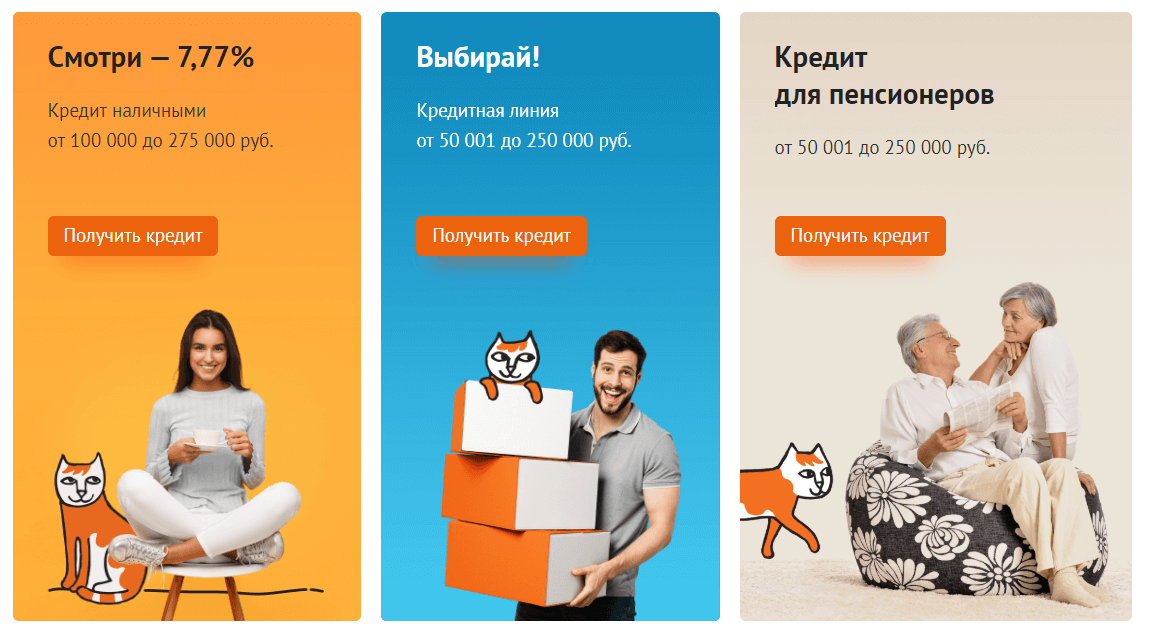 Смотри — 7,77%
Кредит наличными
от 100 000 до 275 000 руб.
Получить кредит
Выбирай!
Кредитная линия
от 50 001 до 250 000 руб.
Получить кредит
Кредит
для пенсионеров
от 50 001 до 250 000 руб.
Получить кредит